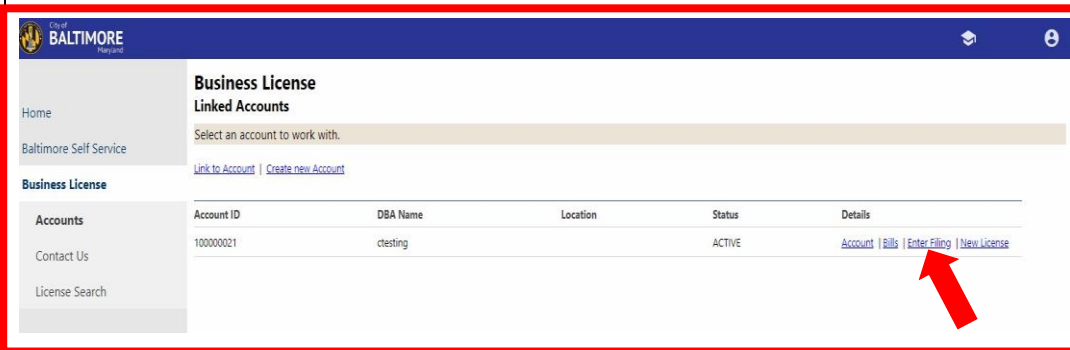 City of
BALTIMORE
Maryland
Home
Baltimore Self Service
Business License
Accounts
Contact Us
License Search
Business License
Linked Accounts
Select an account to work with.
Link to Account | Create new Account
Account ID DBA Name Location Status Details
100000021 ctesting ACTIVE Account | Bills | Enter Filing | New License